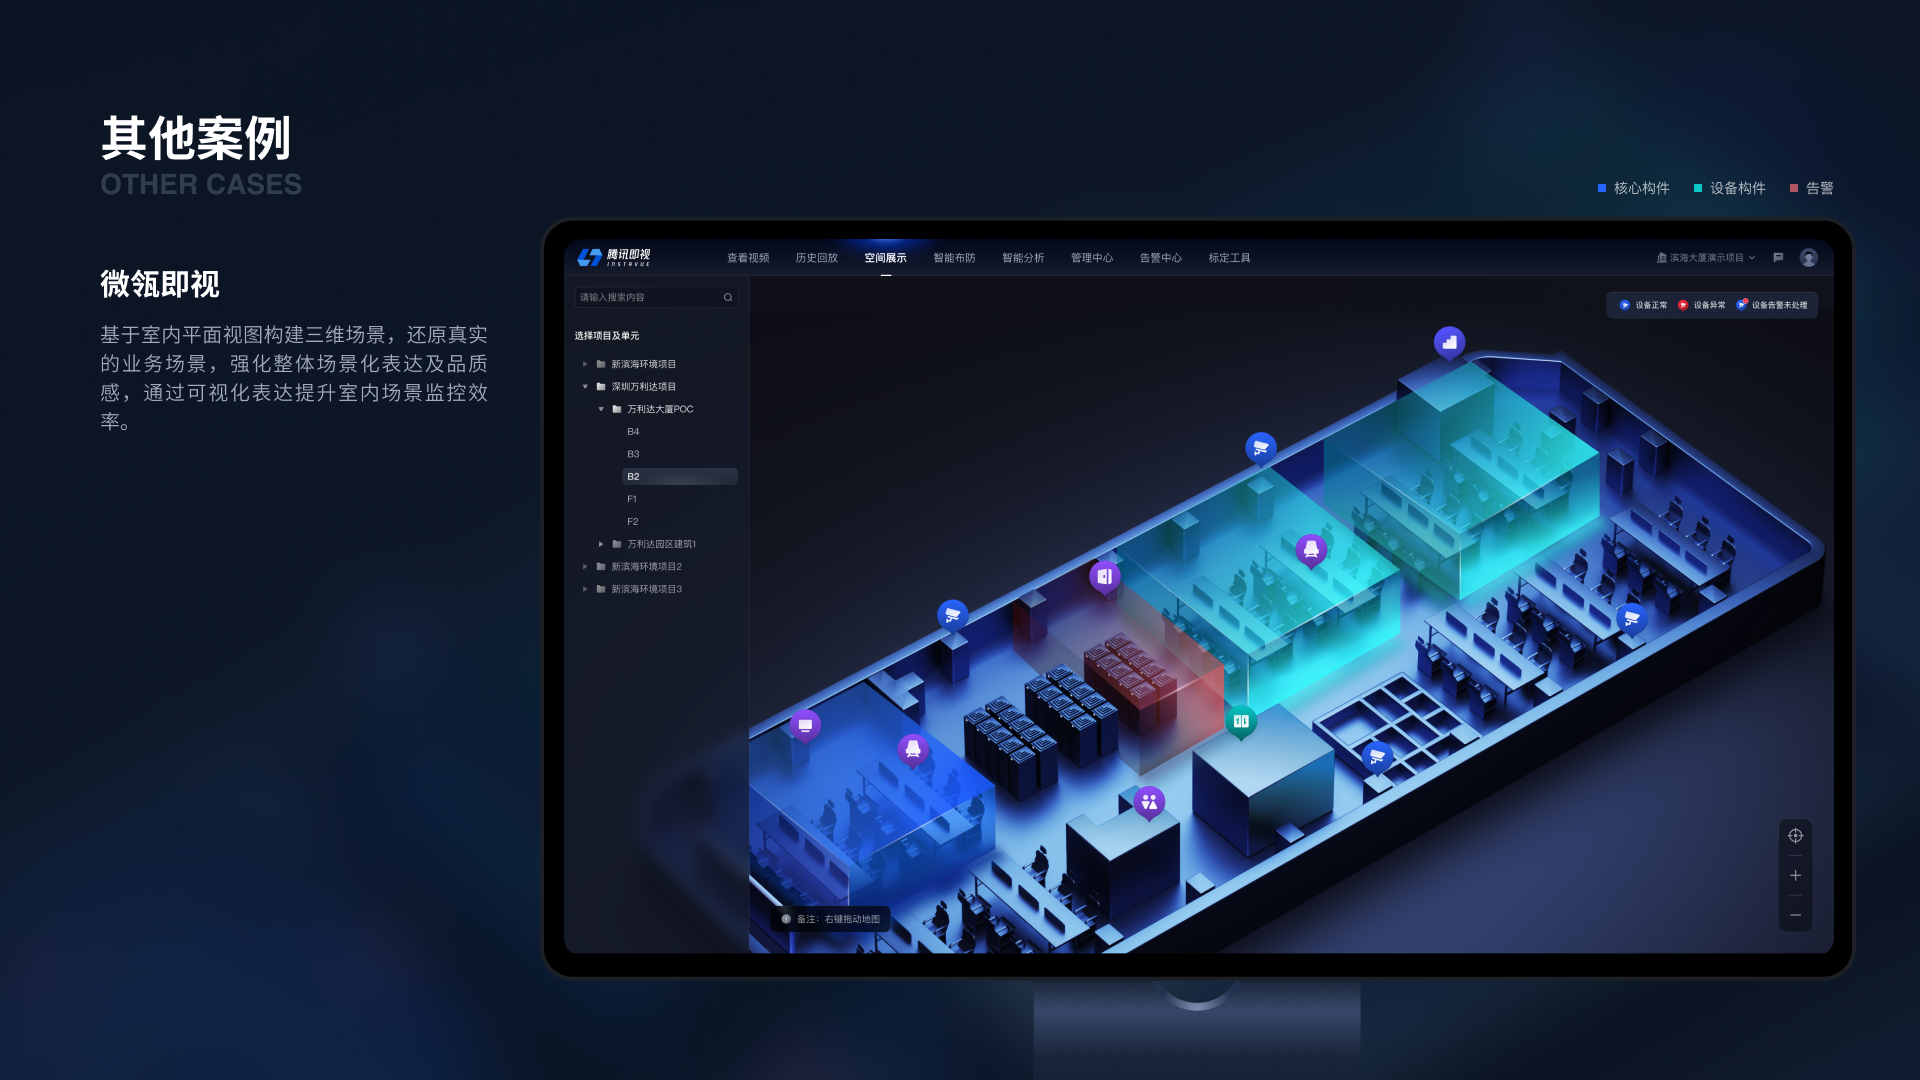 其他案例
OTHER CASES
微瓴即视
基于室内平面视图构建三维场景，还原真实
的业务场景，强化整体场景化表达及品质
感，通过可视化表达提升室内场景监控效
率。
核心构件
设备构件
告警
腾讯即视
INSTAVUE
查看视频
历史回放
空间展示
智能布防
智能分析
管理中心
告警中心
标定工具
滨海大厦演示项目
请输入搜索内容
选择项目及单元
新滨海环境项目
深圳万利达项目
万利达大厦POC
B4
B3
B2
F1
F2
万利达园区建筑1
新滨海环境项目2
新滨海环境项目3
设备正常
设备异常
设备告警未处理
备注：右键拖动地图